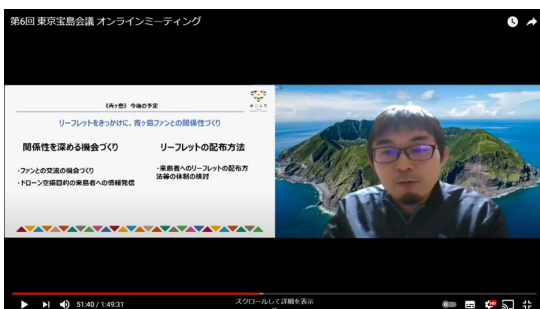 第6回 東京宝島会議 オンラインミーティング
《青ヶ島》 今後の予定
リーフレットをきっかけに、青ヶ島ファンとの関係性づくり
関係性を深める機会づくり
・ファンとの交流の機会づくり
・ドローン空撮目的の来島者への情報発信
リーフレットの配布方法
・来島者へのリーフレットの配布方
法等の体制の検討
51:40 / 1:49:31
スクロールして詳細を表示